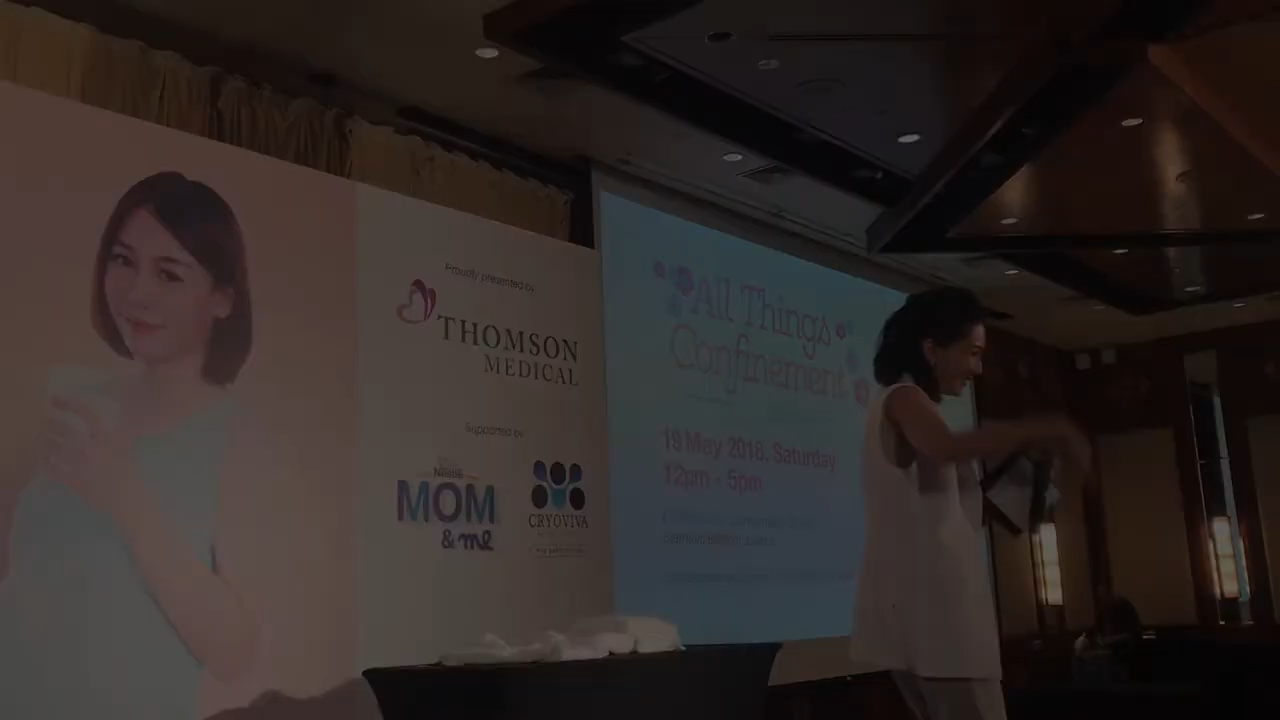 Proudly presented by
THOMSON
MEDICAL
Supported by
Nestlé
MOM
& me
CRYOVIVA
All Things
Confinement
19 May 2018, Saturday
12pm - 5pm